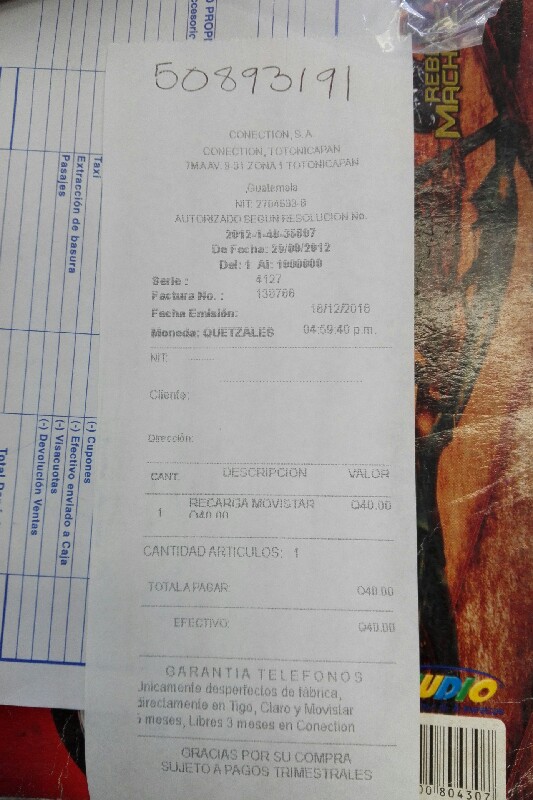 50893191
CONECTION, S.A
CONECTION, TOTONICAPAN
7MA AV. 8-31 ZONA 1 TOTONICAPAN
,Guatemala
NIT: 2704633-8
AUTORIZADO SEGUN RESOLUCION No.
2012-1-48-35807
De Fecha: 29/08/2012
Del: 1 Al: 1000000
Serie : 4127
Factura No. : 138766
Fecha Emisión: 16/12/2016
Moneda: QUETZALES 04:59:40 p.m.
NIT:
Cliente:
Dirección:
CANT. DESCRIPCION VALOR
1 RECARGA MOVISTAR Q40.00
Q40.00
CANTIDAD ARTICULOS: 1
TOTAL A PAGAR: Q40.00
EFECTIVO: Q40.00
GARANTIA TELEFONOS
Unicamente desperfectos de fábrica,
directamente en Tigo, Claro y Movistar
meses, Libres 3 meses en Conection
GRACIAS POR SU COMPRA
SUJETO A PAGOS TRIMESTRALES
Taxi
Extracción de basura
Pasajes
(-) Cupones
(-) Efectivo enviado a Caja
(-) Visacuotas
(-) Devolución Ventas
Total
O PROPI
ccesoric
REB
MACH
UDIO
00 804307